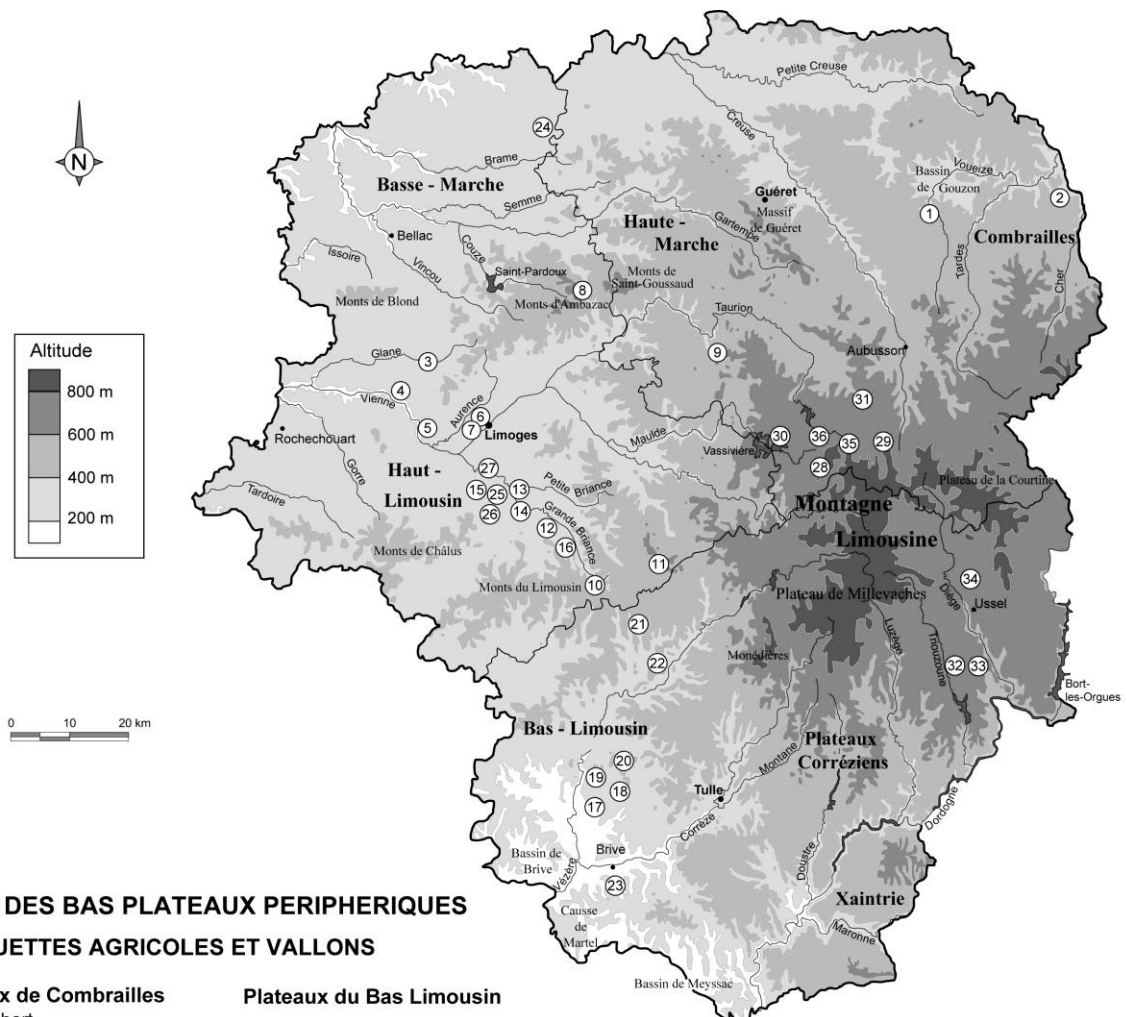 Petite Creuse
Creuse
24
Brame
Basse - Marche
Semme
Voueize
Bassin
de
Gouzon
2
1
Guéret
Massif
de Guéret
Gartempe
Haute -
Marche
Combrailles
Tardes
Cher
Bellac
Issoire
Vincou
Couze
Saint-Pardoux
8
Monts d'Ambazac
Monts de
Saint-Goussaud
Monts de Blond
Taurion
9
Aubusson
N
Altitude
800 m
600 m
400 m
200 m
Glane
3
4
Vienne
5
Aurence
6
7
Limoges
Rochechouart
Gorre
Tardoire
31
30
36
35
29
28
Vassivière
Maulde
Plateau de la Courtine
Haut -
Limousin
27
15
25
13
26
14
12
16
Petite Briance
Grande Briance
Monts de Châlus
Montagne
Limousine
11
10
Monts du Limousin
34
Ussel
Diège
Plateau de Millevaches
21
22
Monédières
Luzège
Triouzoune
32
33
Bort-
les-Orgues
0 10 20 km
Bas - Limousin
Plateaux
Corréziens
20
19
18
17
Tulle
Montane
Corrèze
Dordogne
Bassin de
Brive
Vézère
Brive
23
Doustre
Xaintrie
Causse
de
Martel
Maronne
Bassin de Meyssac
DES BAS PLATEAUX PERIPHERIQUES
UETTES AGRICOLES ET VALLONS
x de Combrailles
Plateaux du Bas Limousin